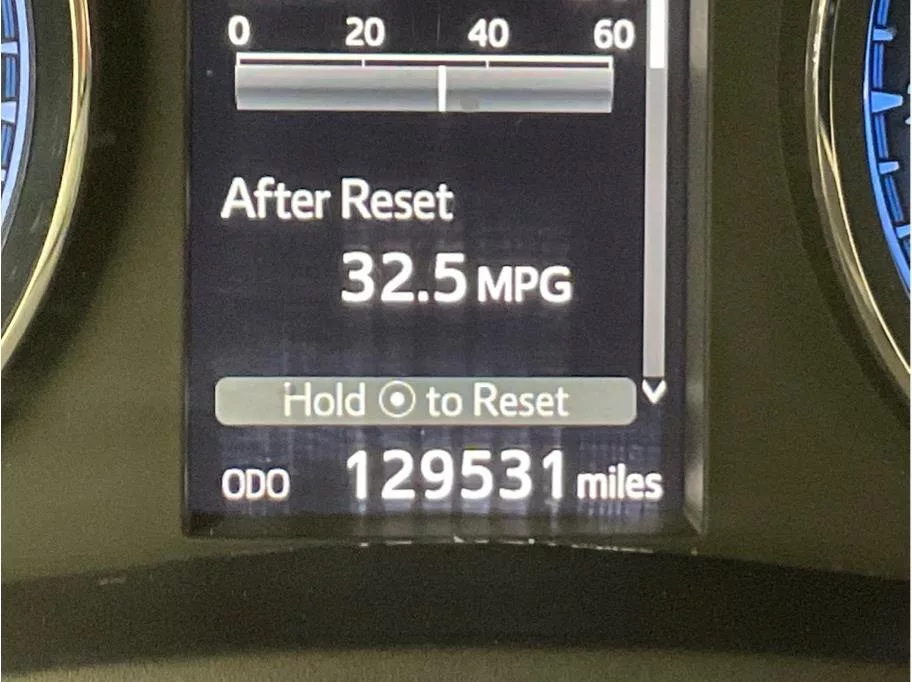 0 20 40 60
After Reset
32.5 MPG
Hold to Reset
ODO 129531 miles